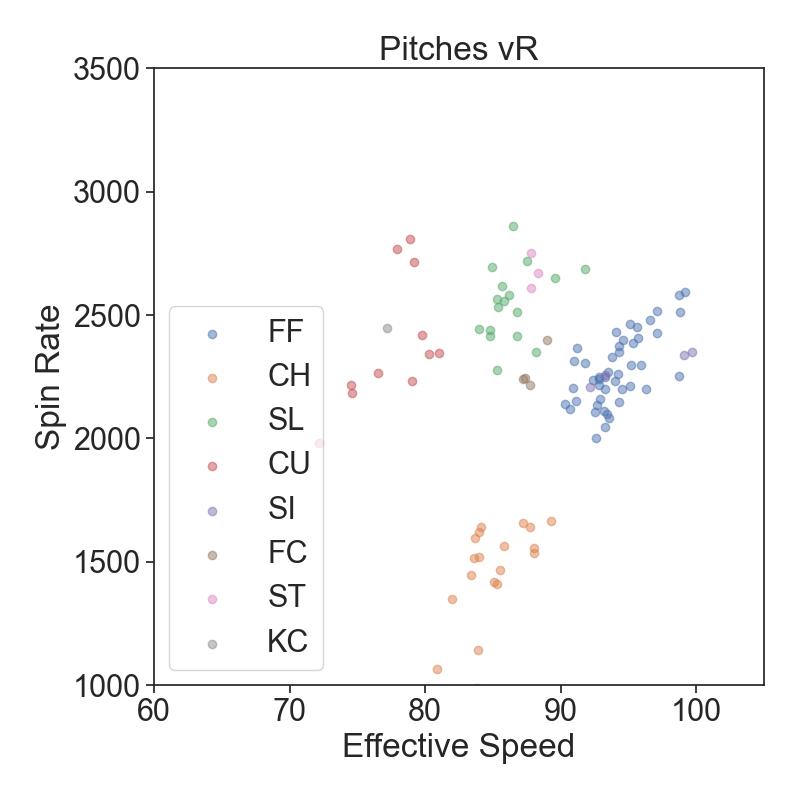 Pitches vR
3500
3000
2500
2000
1500
1000
Spin Rate
FF
CH
SL
CU
SI
FC
ST
KC
60 70 80 90 100
Effective Speed